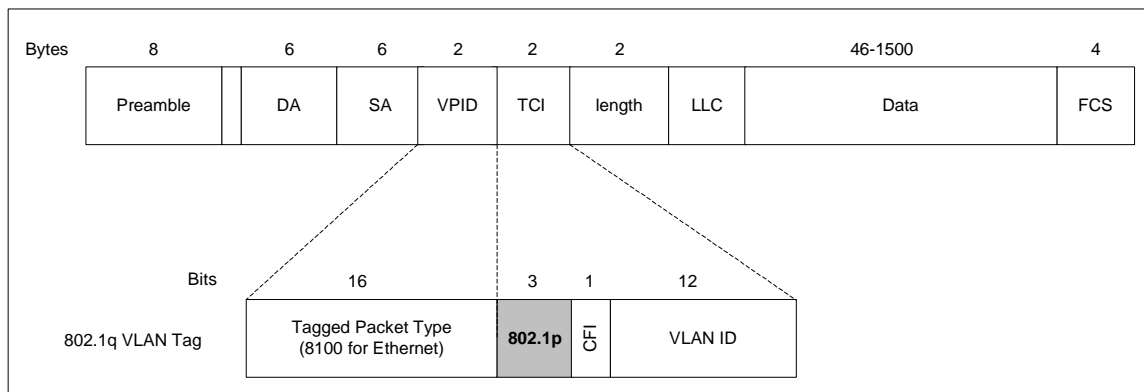 Bytes 8 6 6 2 2 2 46-1500 4
Preamble DA SA VPID TCI length LLC Data FCS
Bits 16 3 1 12
802.1q VLAN Tag
Tagged Packet Type
(8100 for Ethernet)
802.1p
CFI
VLAN ID